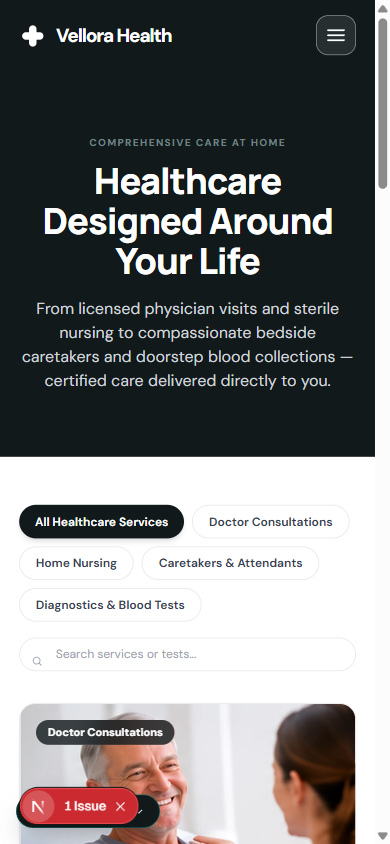 Vellora Health
COMPREHENSIVE CARE AT HOME
Healthcare
Designed Around
Your Life
From licensed physician visits and sterile
nursing to compassionate bedside
caretakers and doorstep blood collections —
certified care delivered directly to you.
All Healthcare Services
Doctor Consultations
Home Nursing
Caretakers & Attendants
Diagnostics & Blood Tests
Search services or tests...
Doctor Consultations
N
1 Issue